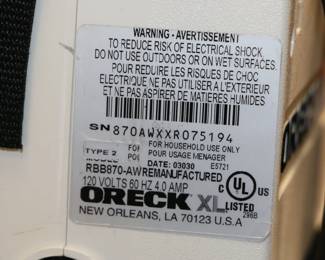 WARNING - AVERTISSEMENT
TO REDUCE RISK OF ELECTRICAL SHOCK
DO NOT USE OUTDOORS OR ON WET SURFACES.
POUR REDUIRE LES RISQUES DE CHOC
ELECTRIQUE NE PAS UTILISER A L'EXTERIEUR
ET NE PAS ASPIRER DE MATIERES HUMIDES
SN870AWXXR075194
FOR HOUSEHOLD USE ONLY
TYPE 2 POUR USAGE MENAGER
DATE: 03030 E5721
RBB870-AW REMANUFACTURED
120 VOLTS 60 HZ 4.0 AMP
ORECK XL
C UL US
LISTED
298B
NEW ORLEANS, LA 70123 U.S.A